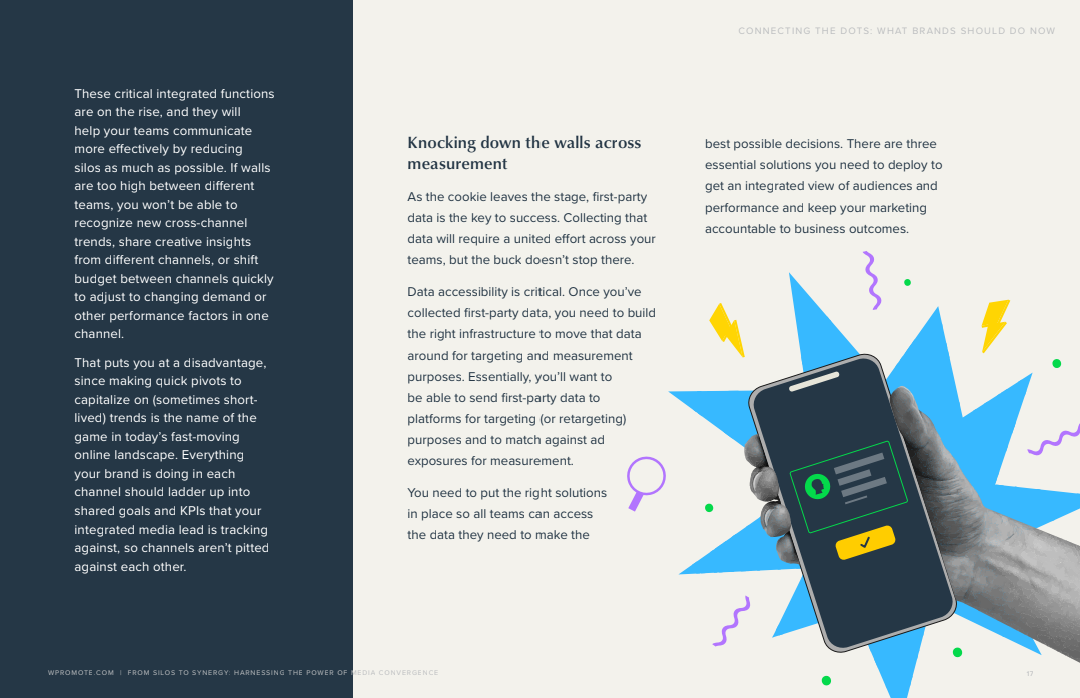 CONNECTING THE DOTS: WHAT BRANDS SHOULD DO NOW
These critical integrated functions
are on the rise, and they will
help your teams communicate
more effectively by reducing
silos as much as possible. If walls
are too high between different
teams, you won’t be able to
recognize new cross-channel
trends, share creative insights
from different channels, or shift
budget between channels quickly
to adjust to changing demand or
other performance factors in one
channel.
That puts you at a disadvantage,
since making quick pivots to
capitalize on (sometimes short-
lived) trends is the name of the
game in today’s fast-moving
online landscape. Everything
your brand is doing in each
channel should ladder up into
shared goals and KPIs that your
integrated media lead is tracking
against, so channels aren’t pitted
against each other.
Knocking down the walls across
measurement
As the cookie leaves the stage, first-party
data is the key to success. Collecting that
data will require a united effort across your
teams, but the buck doesn’t stop there.
Data accessibility is critical. Once you’ve
collected first-party data, you need to build
the right infrastructure to move that data
around for targeting and measurement
purposes. Essentially, you’ll want to
be able to send first-party data to
platforms for targeting (or retargeting)
purposes and to match against ad
exposures for measurement.
You need to put the right solutions
in place so all teams can access
the data they need to make the
best possible decisions. There are three
essential solutions you need to deploy to
get an integrated view of audiences and
performance and keep your marketing
accountable to business outcomes.
WPROMOTE.COM | FROM SILOS TO SYNERGY: HARNESSING THE POWER OF MEDIA CONVERGENCE
17